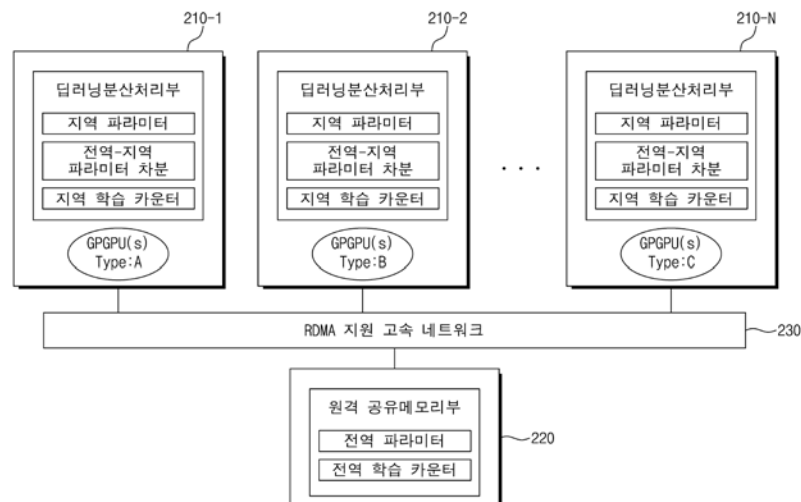 210-1
210-2
210-N
딥러닝분산처리부
지역 파라미터
전역-지역
파라미터 차분
지역 학습 카운터
GPGPU(s)
Type:A
딥러닝분산처리부
지역 파라미터
전역-지역
파라미터 차분
지역 학습 카운터
GPGPU(s)
Type:B
. . .
딥러닝분산처리부
지역 파라미터
전역-지역
파라미터 차분
지역 학습 카운터
GPGPU(s)
Type:C
RDMA 지원 고속 네트워크
230
원격 공유메모리부
전역 파라미터
전역 학습 카운터
220